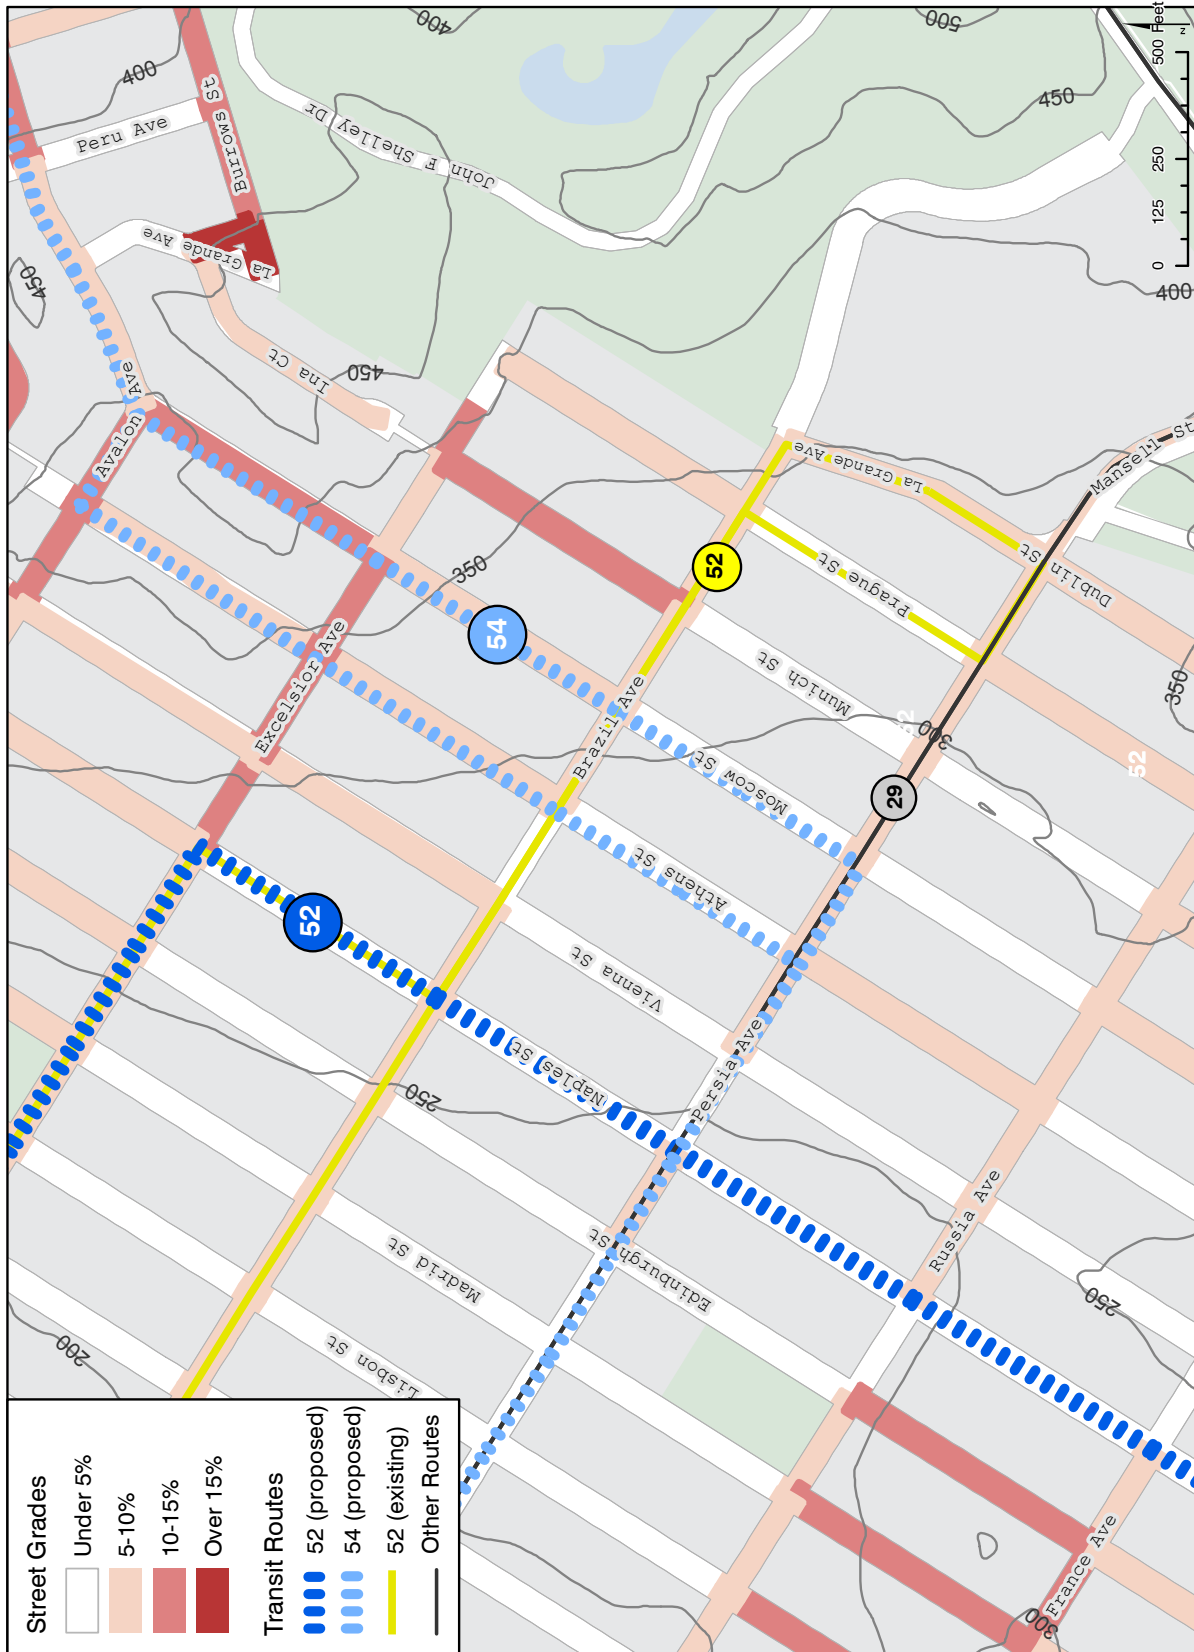 Street Grades
Under 5%
5-10%
10-15%
Over 15%
Transit Routes
52 (proposed)
54 (proposed)
52 (existing)
Other Routes
200
Lisbon St
Madrid St
Edinburgh St
Naples St
Vienna St
Athens St
Moscow St
Munich St
Prague St
Dublin St
La Grande Ave
Mansell St
Persia Ave
Russia Ave
France Ave
Brazil Ave
Excelsior Ave
Avalon Ave
Ina Ct
La Grande Ave
Burrows St
Peru Ave
John F Shelley Dr
52
54
52
29
52
52
250
250
300
300
350
350
400
400
400
450
450
450
500
0 125 250 500 Feet
Z